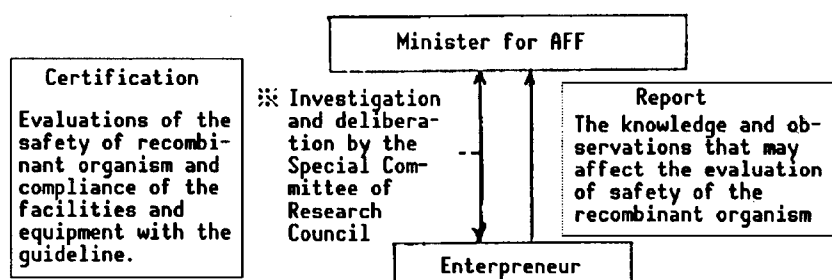 Minister for AFF
Certification
Evaluations of the
safety of recombi-
nant organism and
compliance of the
facilities and
equipment with the
guideline.
※ Investigation
and delibera-
tion by the
Special Com-
mittee of
Research
Council
Report
The knowledge and ob-
servations that may
affect the evaluation
of safety of the
recombinant organism
Enterpreneur